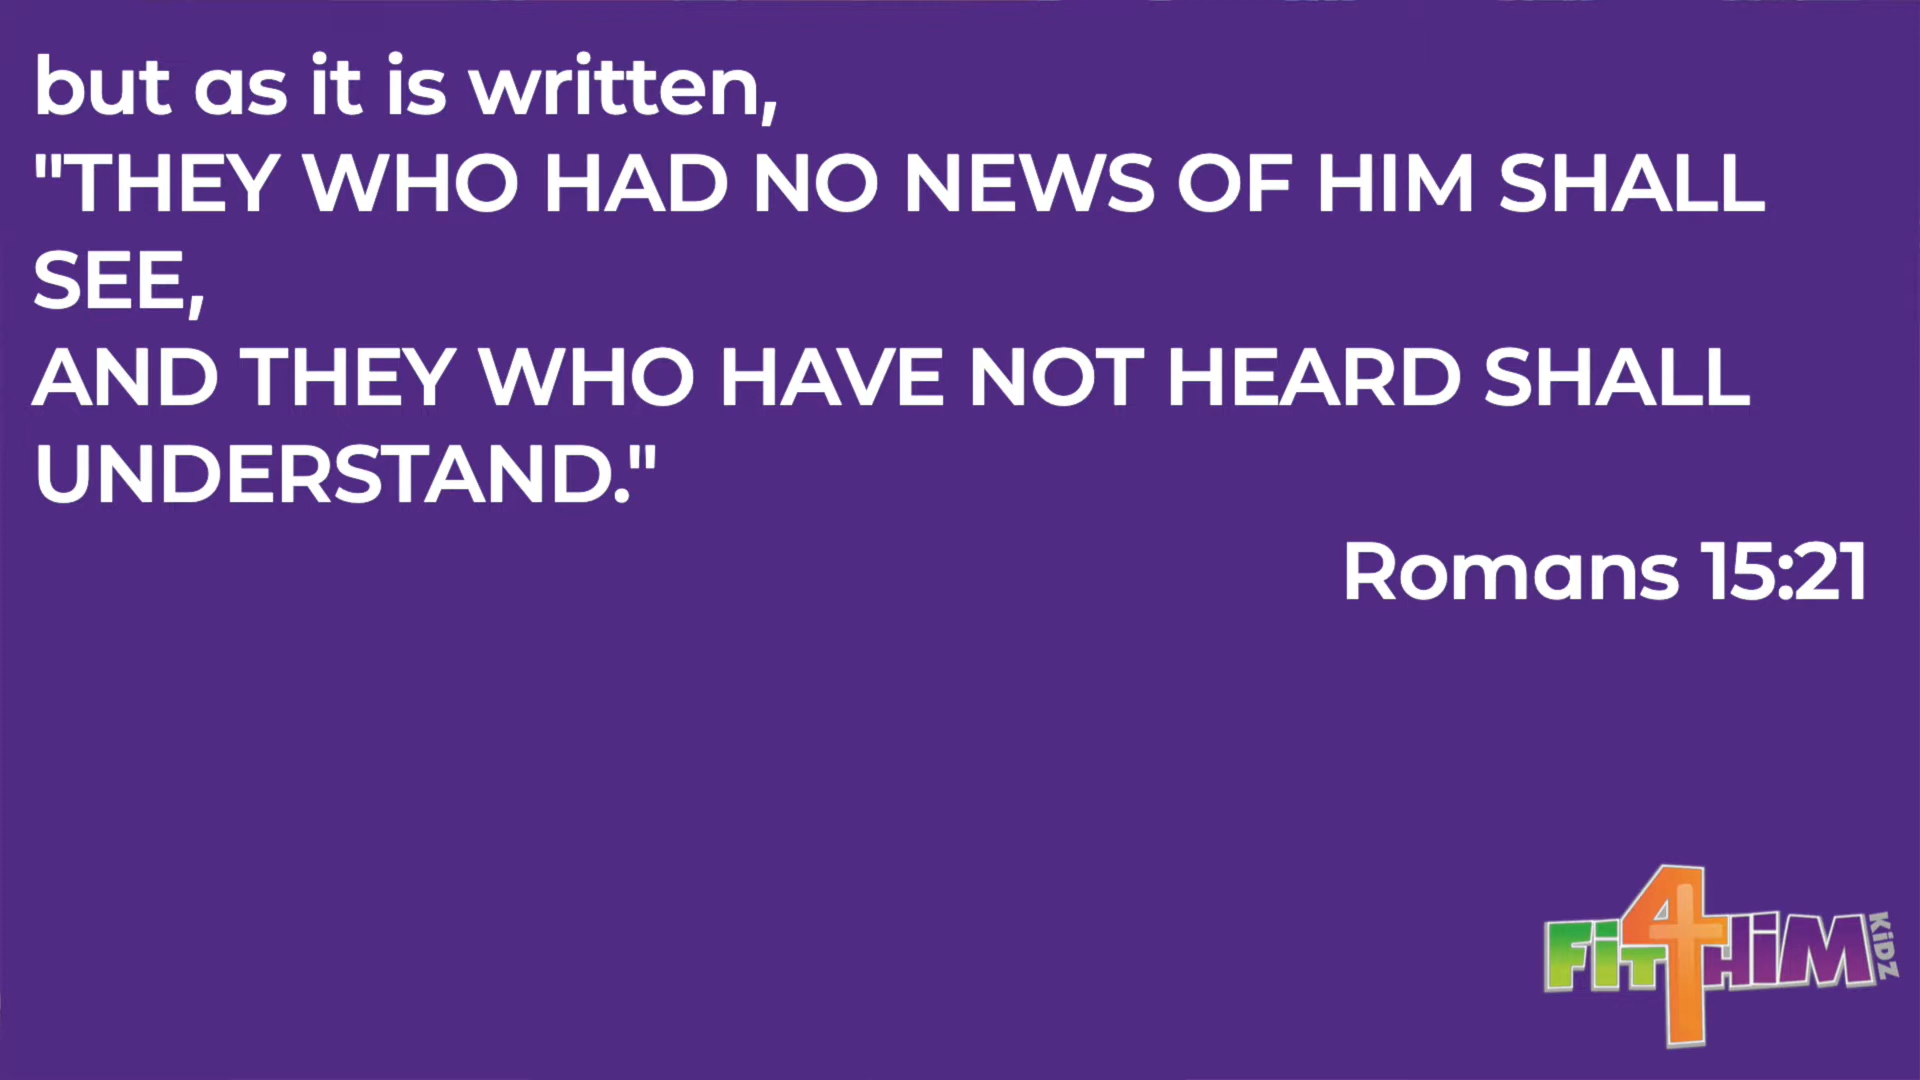 but as it is written,
"THEY WHO HAD NO NEWS OF HIM SHALL
SEE,
AND THEY WHO HAVE NOT HEARD SHALL
UNDERSTAND."
Romans 15:21
FiT4HiM KiDZ